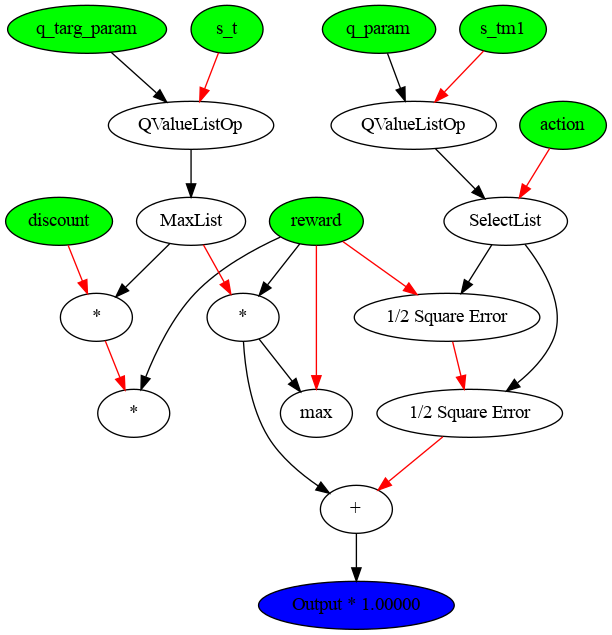 q_targ_param
s_t
q_param
s_tm1
QValueListOp
QValueListOp
action
discount
MaxList
reward
SelectList
*
*
1/2 Square Error
*
max
1/2 Square Error
+
Output * 1.00000